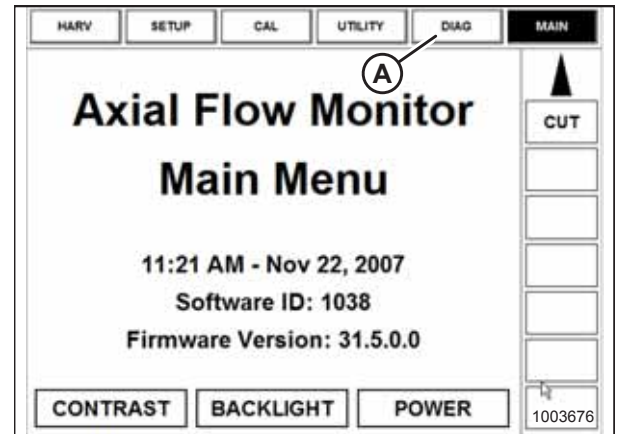 HARV SETUP CAL UTILITY DIAG MAIN
A
Axial Flow Monitor
CUT
Main Menu
11:21 AM - Nov 22, 2007
Software ID: 1038
Firmware Version: 31.5.0.0
CONTRAST BACKLIGHT POWER
1003676